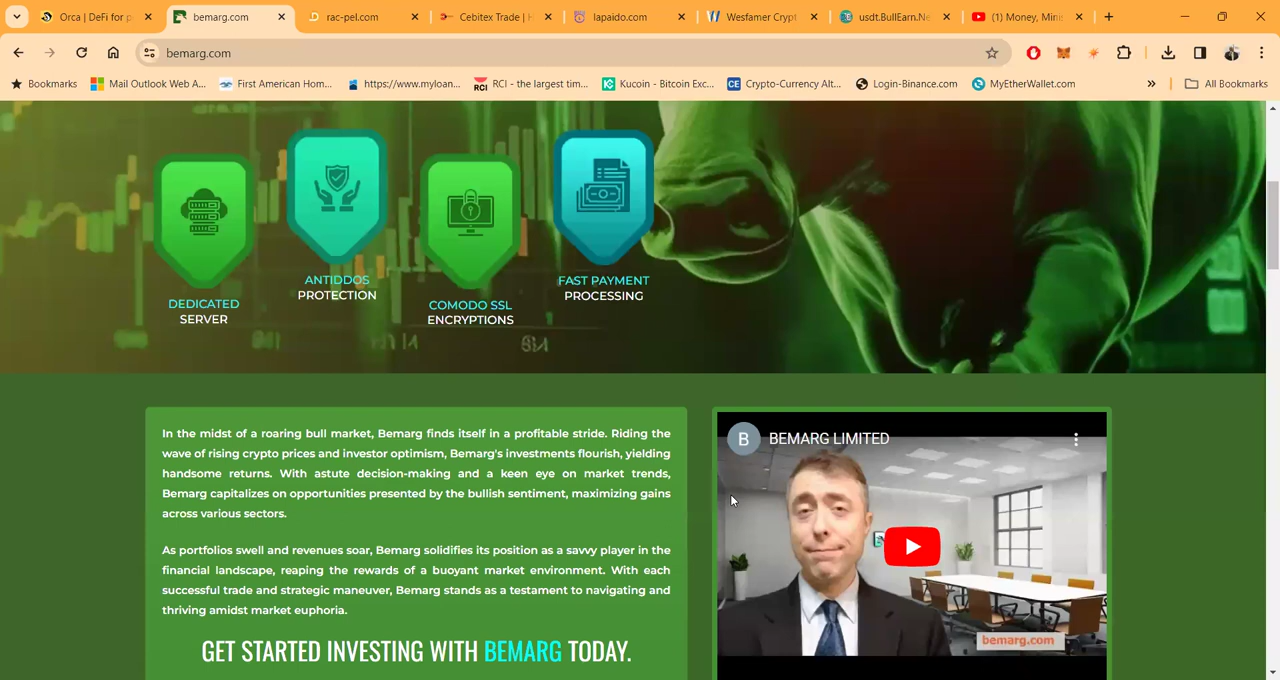 Orca | DeFi for p
bemarg.com
rac-pel.com
Cebitex Trade | H
lapaido.com
Wesfamer Crypt
usdt.BullEarn.Ne
(1) Money, Minis
bemarg.com
Bookmarks
Mail Outlook Web A...
First American Hom...
https://www.myloan...
RCI - the largest tim...
Kucoin - Bitcoin Exc...
Crypto-Currency Alt...
Login-Binance.com
MyEtherWallet.com
All Bookmarks
DEDICATED
SERVER
ANTIDDOS
PROTECTION
COMODO SSL
ENCRYPTIONS
FAST PAYMENT
PROCESSING
In the midst of a roaring bull market, Bemarg finds itself in a profitable stride. Riding the
wave of rising crypto prices and investor optimism, Bemarg's investments flourish, yielding
handsome returns. With astute decision-making and a keen eye on market trends,
Bemarg capitalizes on opportunities presented by the bullish sentiment, maximizing gains
across various sectors.
As portfolios swell and revenues soar, Bemarg solidifies its position as a savvy player in the
financial landscape, reaping the rewards of a buoyant market environment. With each
successful trade and strategic maneuver, Bemarg stands as a testament to navigating and
thriving amidst market euphoria.
GET STARTED INVESTING WITH BEMARG TODAY.
B
BEMARG LIMITED
bemarg.com